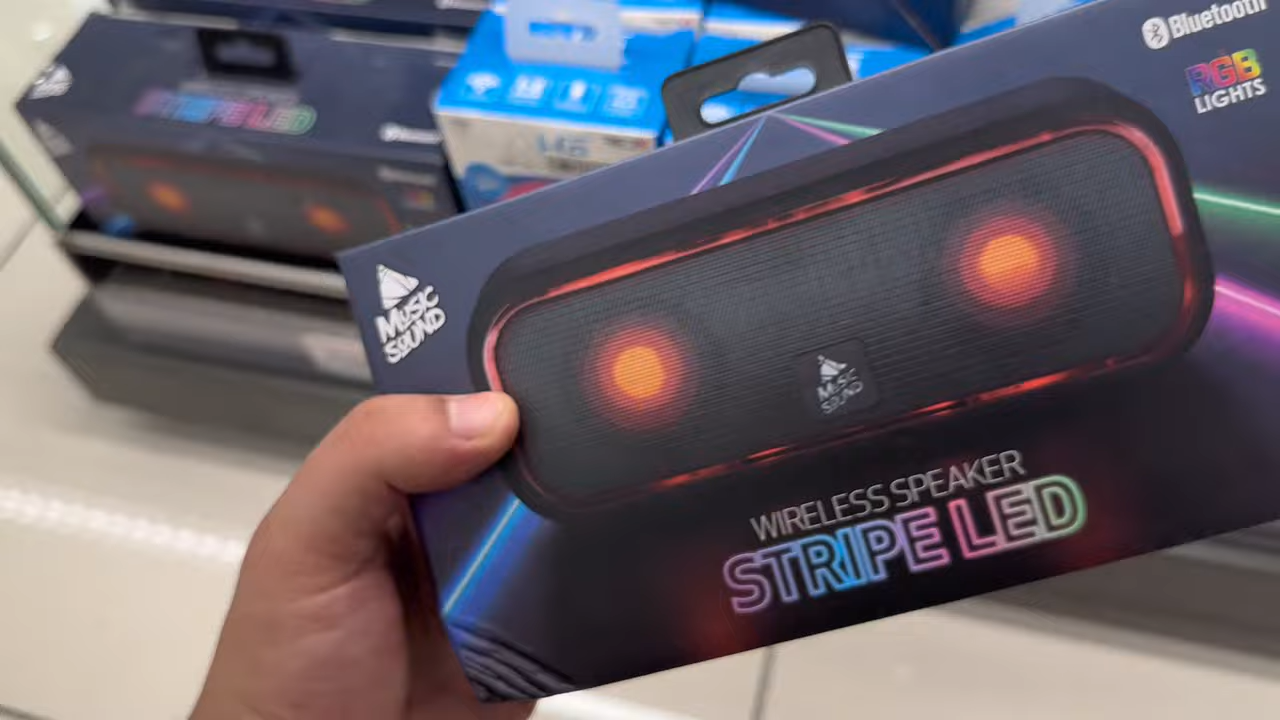 STRIPE LED
Bluetooth
RGB
LIGHTS
MUSIC
SOUND
MUSIC
SOUND
WIRELESS SPEAKER
STRIPE LED